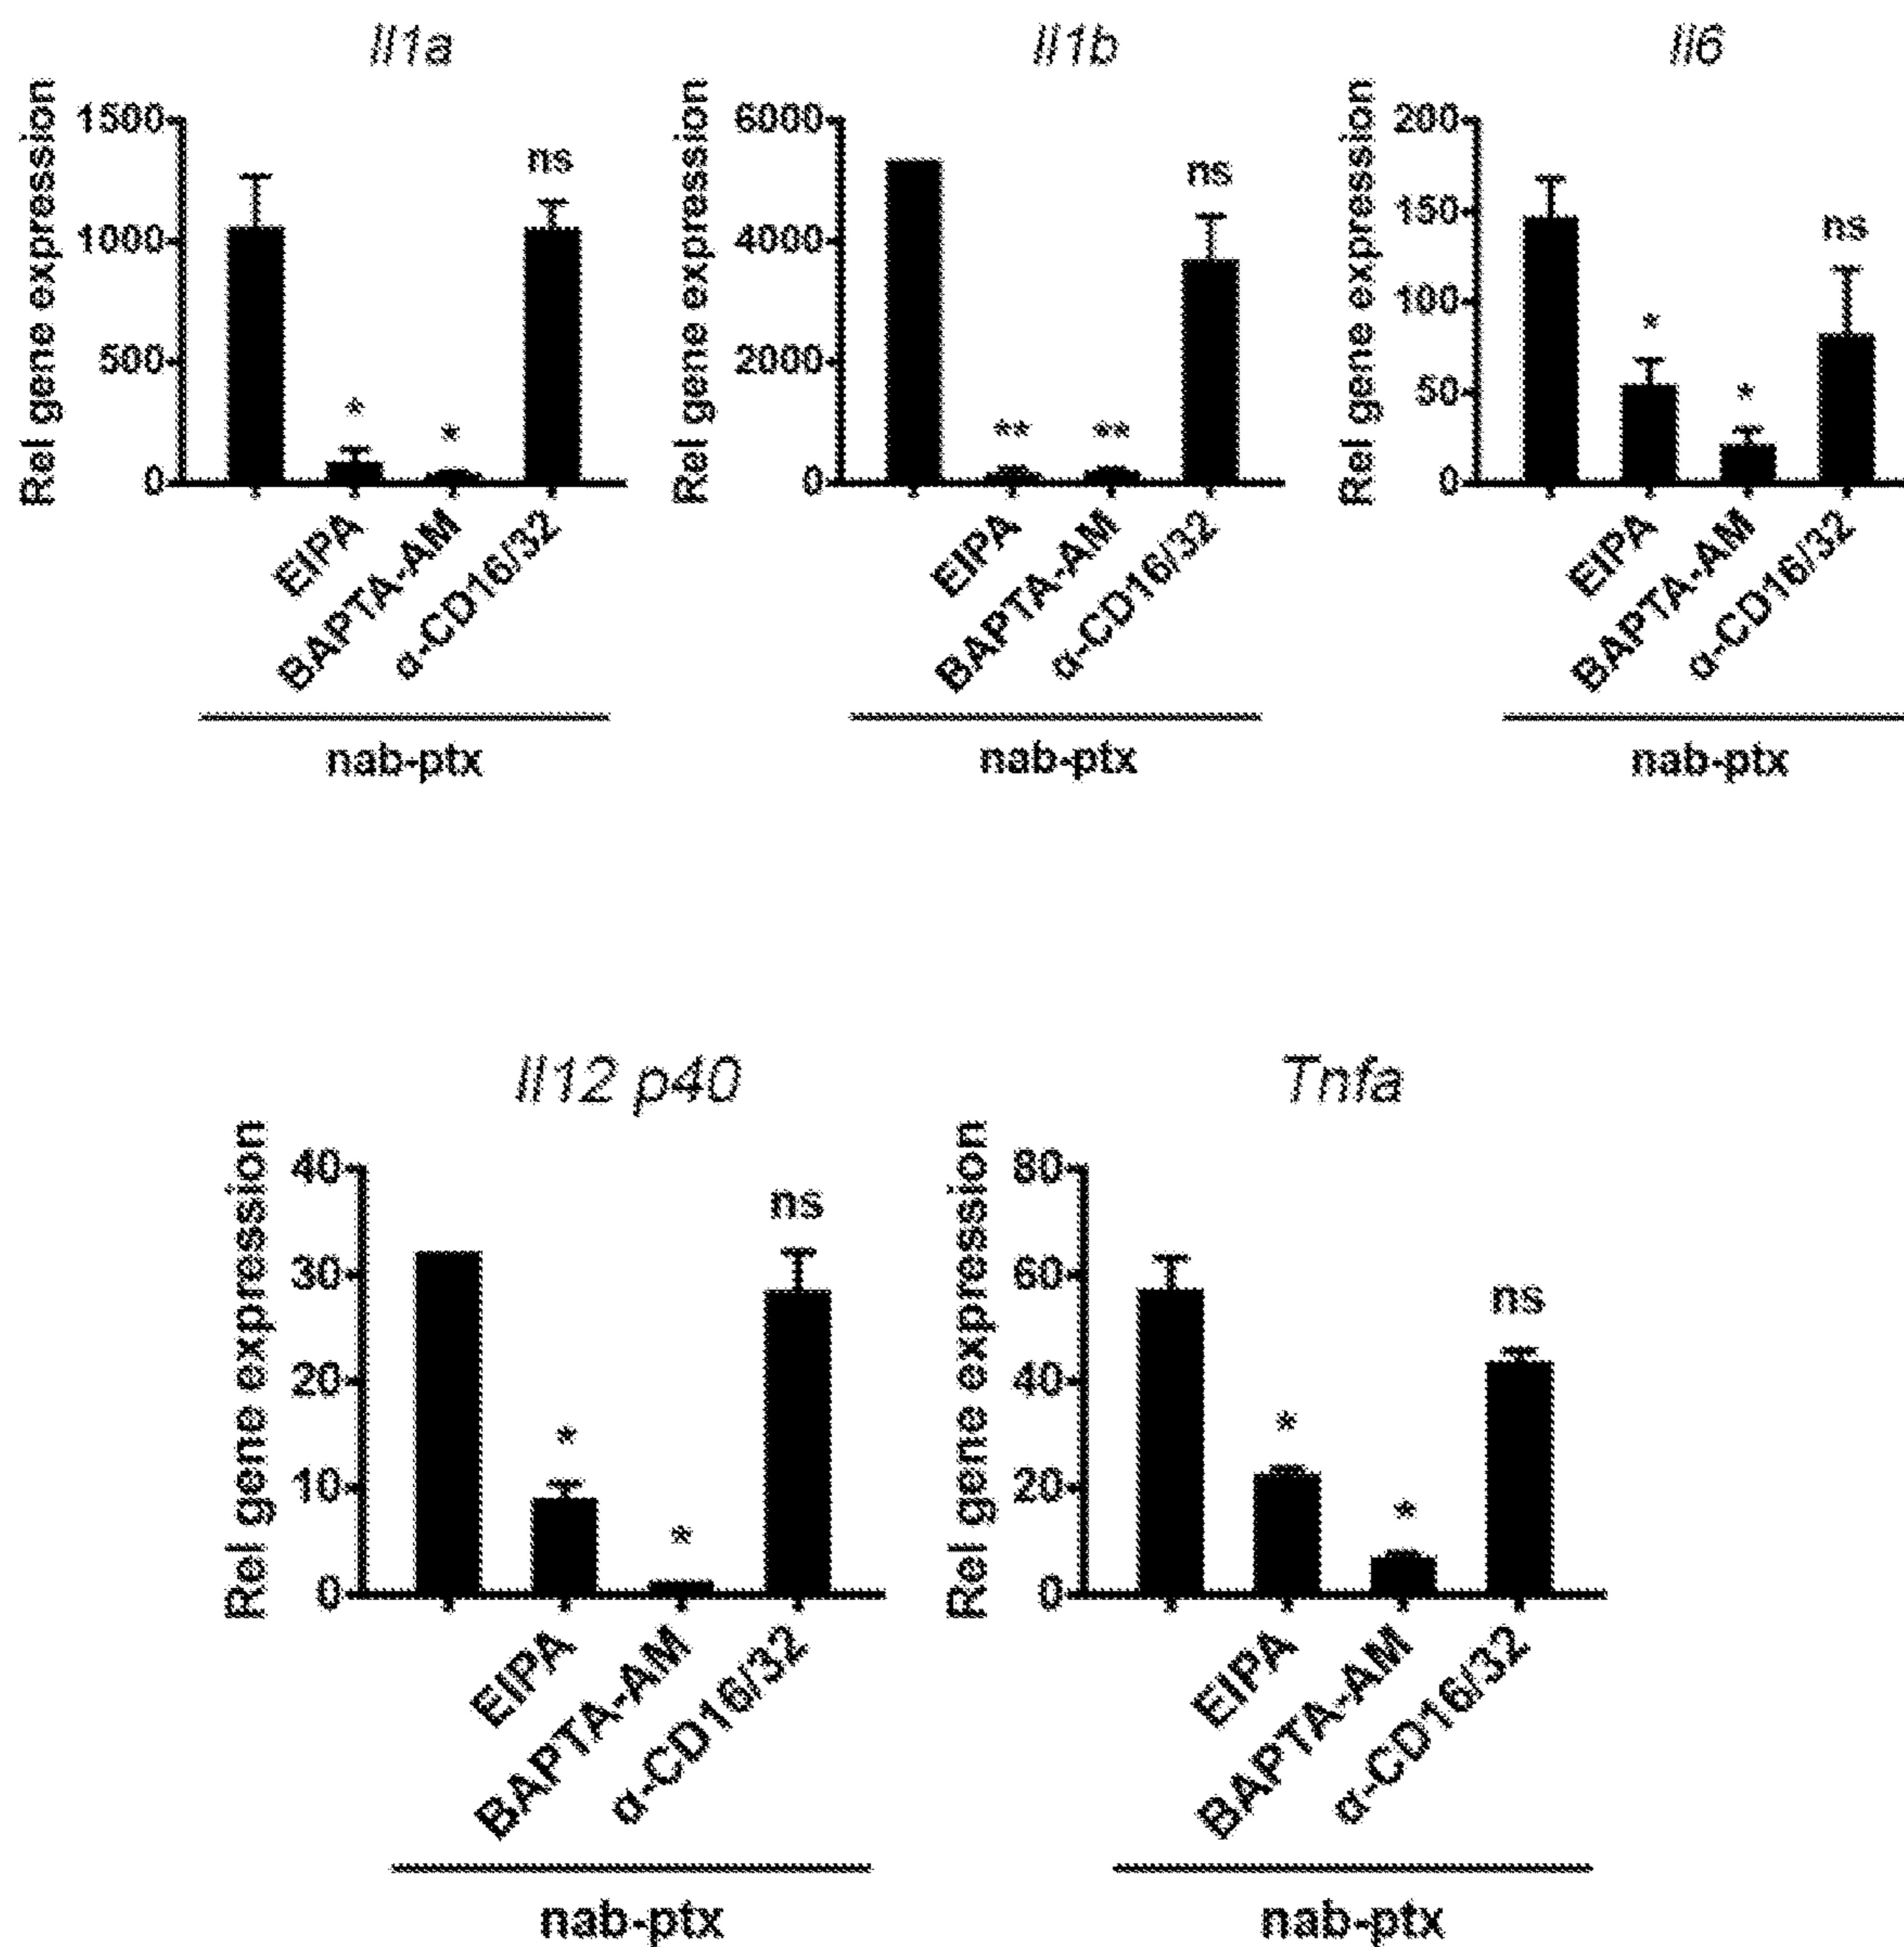 Il1a
Rel gene expression
1500
1000
500
0
ns
*
*
EIPA
BAPTA-AM
α-CD16/32
nab-ptx
Il1b
Rel gene expression
6000
4000
2000
0
ns
**
**
EIPA
BAPTA-AM
α-CD16/32
nab-ptx
Il6
Rel gene expression
200
150
100
50
0
ns
*
*
EIPA
BAPTA-AM
α-CD16/32
nab-ptx
Il12 p40
Rel gene expression
40
30
20
10
0
ns
*
*
EIPA
BAPTA-AM
α-CD16/32
nab-ptx
Tnfa
Rel gene expression
80
60
40
20
0
ns
*
*
EIPA
BAPTA-AM
α-CD16/32
nab-ptx